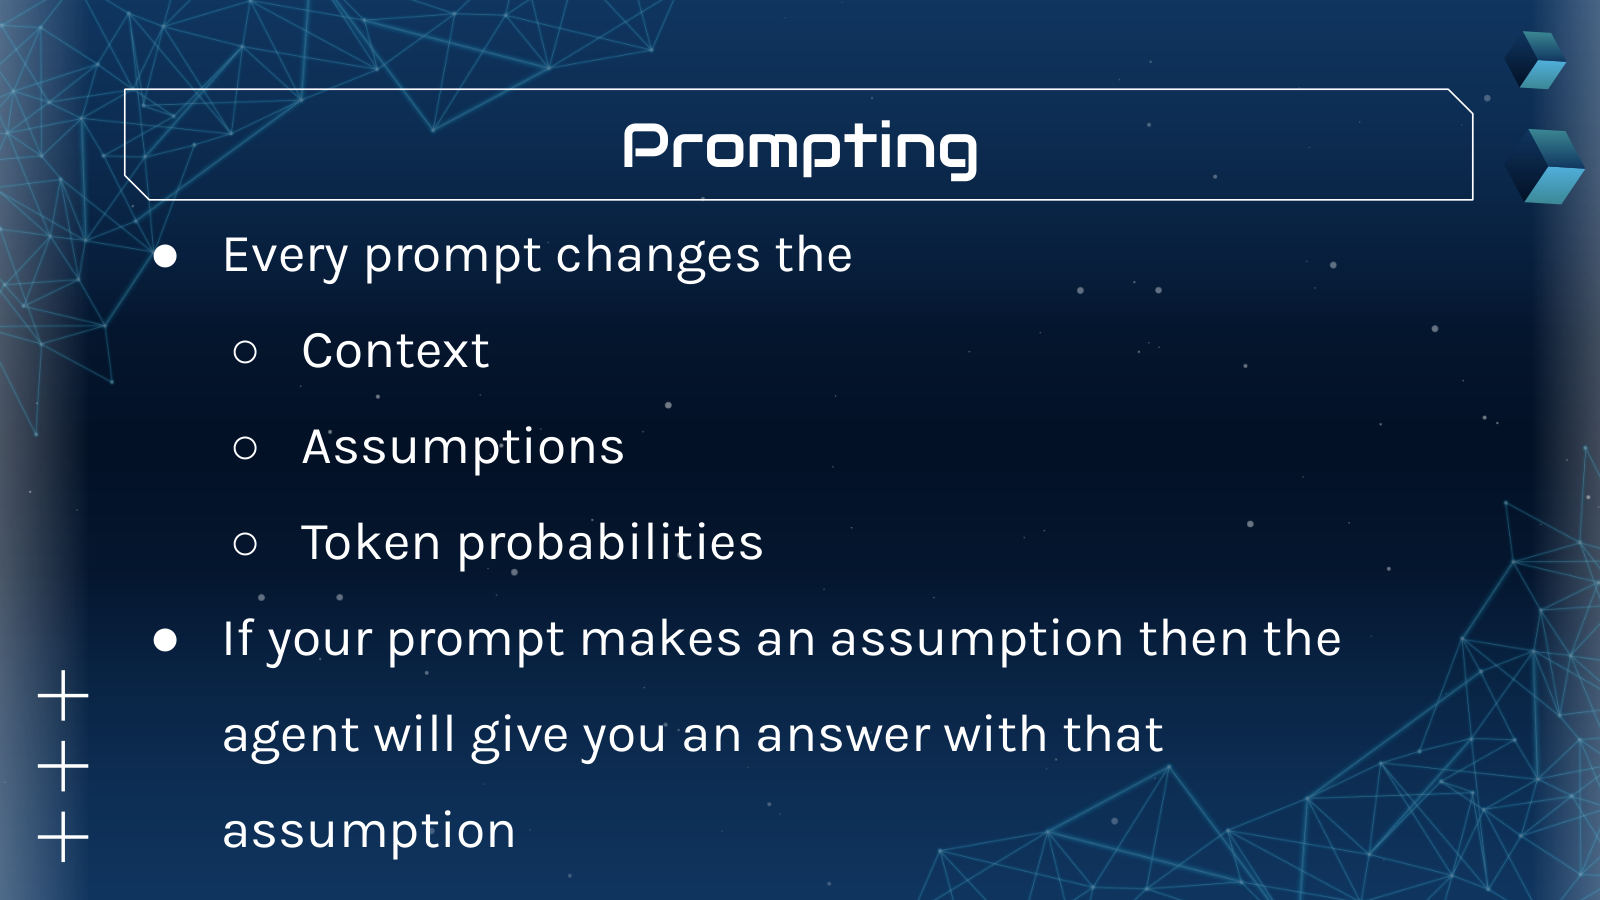 Prompting
● Every prompt changes the
○ Context
○ Assumptions
○ Token probabilities
● If your prompt makes an assumption then the
agent will give you an answer with that
assumption